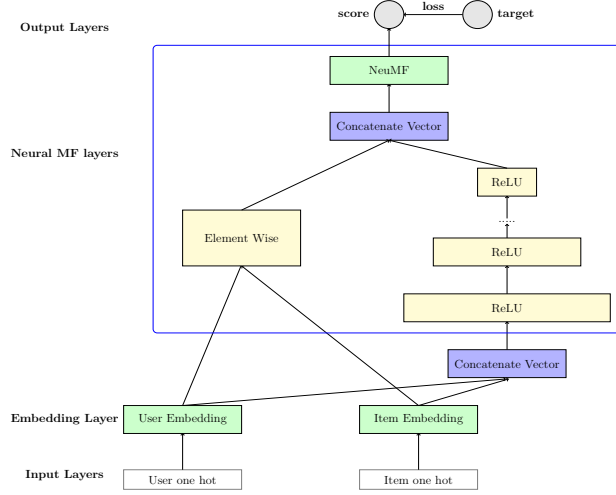 score
loss
target
Output Layers
NeuMF
Concatenate Vector
Neural MF layers
ReLU
.....
Element Wise
ReLU
ReLU
Concatenate Vector
Embedding Layer
User Embedding
Item Embedding
Input Layers
User one hot
Item one hot